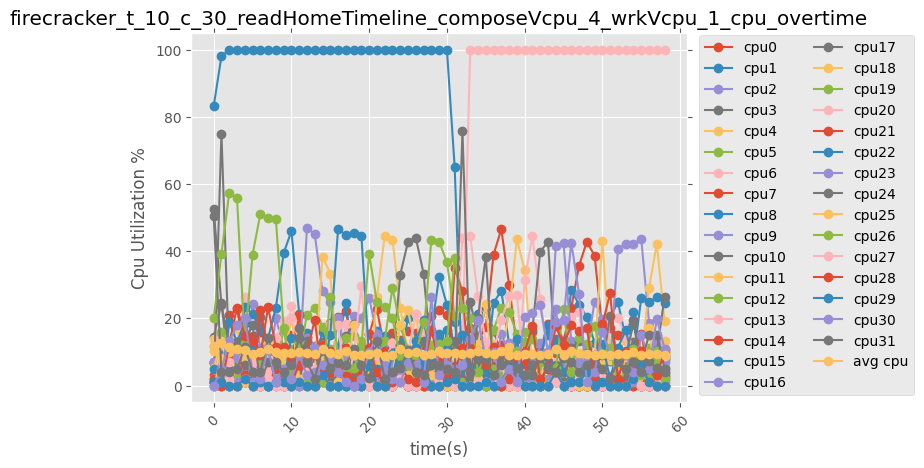 firecracker_t_10_c_30_readHomeTimeline_composeVcpu_4_wrkVcpu_1_cpu_overtime
Cpu Utilization %
100
80
60
40
20
0
0
10
20
30
40
50
60
time(s)
cpu0
cpu1
cpu2
cpu3
cpu4
cpu5
cpu6
cpu7
cpu8
cpu9
cpu10
cpu11
cpu12
cpu13
cpu14
cpu15
cpu16
cpu17
cpu18
cpu19
cpu20
cpu21
cpu22
cpu23
cpu24
cpu25
cpu26
cpu27
cpu28
cpu29
cpu30
cpu31
avg cpu